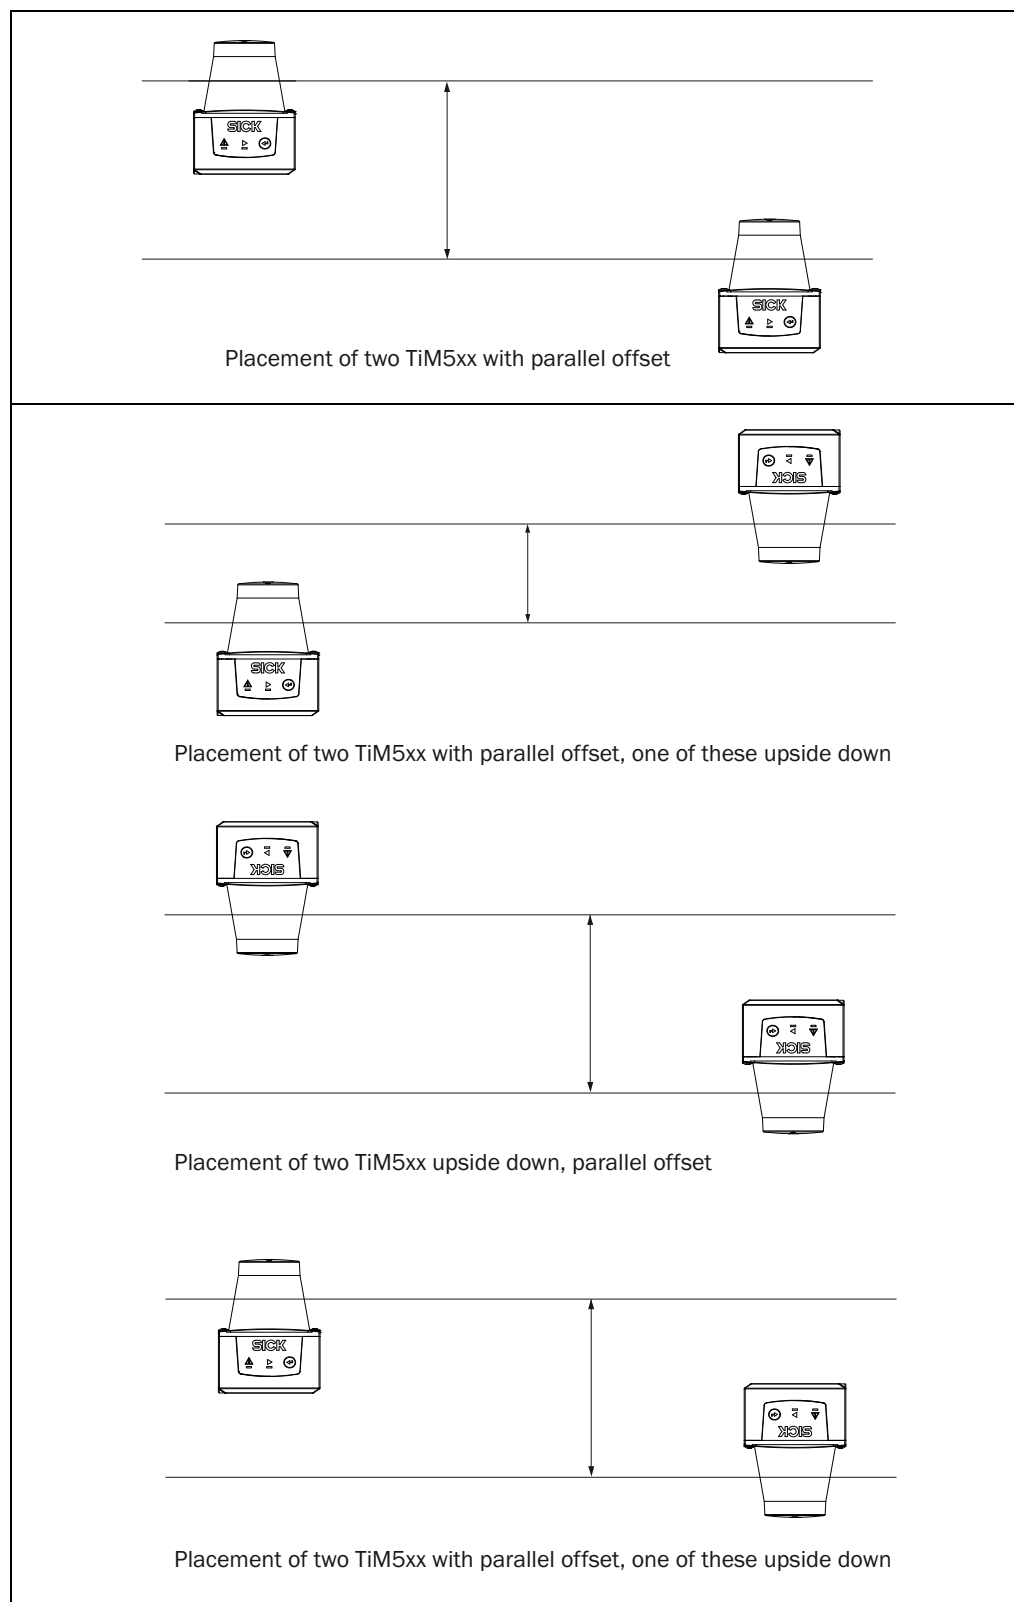 SICK
SICK
Placement of two TiM5xx with parallel offset
SICK
SICK
Placement of two TiM5xx with parallel offset, one of these upside down
SICK
SICK
Placement of two TiM5xx upside down, parallel offset
SICK
SICK
Placement of two TiM5xx with parallel offset, one of these upside down